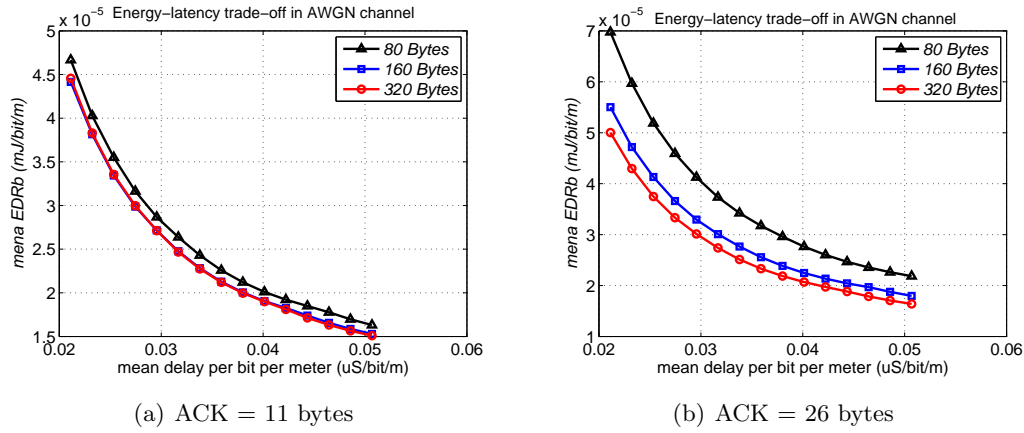 x 10⁻⁵ Energy−latency trade−off in AWGN channel
5
4.5
4
3.5
3
2.5
2
1.5
0.02 0.03 0.04 0.05 0.06
mena EDRb (mJ/bit/m)
mean delay per bit per meter (uS/bit/m)
80 Bytes
160 Bytes
320 Bytes
(a) ACK = 11 bytes
x 10⁻⁵ Energy−latency trade−off in AWGN channel
7
6
5
4
3
2
1
0.02 0.03 0.04 0.05 0.06
mena EDRb (mJ/bit/m)
mean delay per bit per meter (uS/bit/m)
80 Bytes
160 Bytes
320 Bytes
(b) ACK = 26 bytes